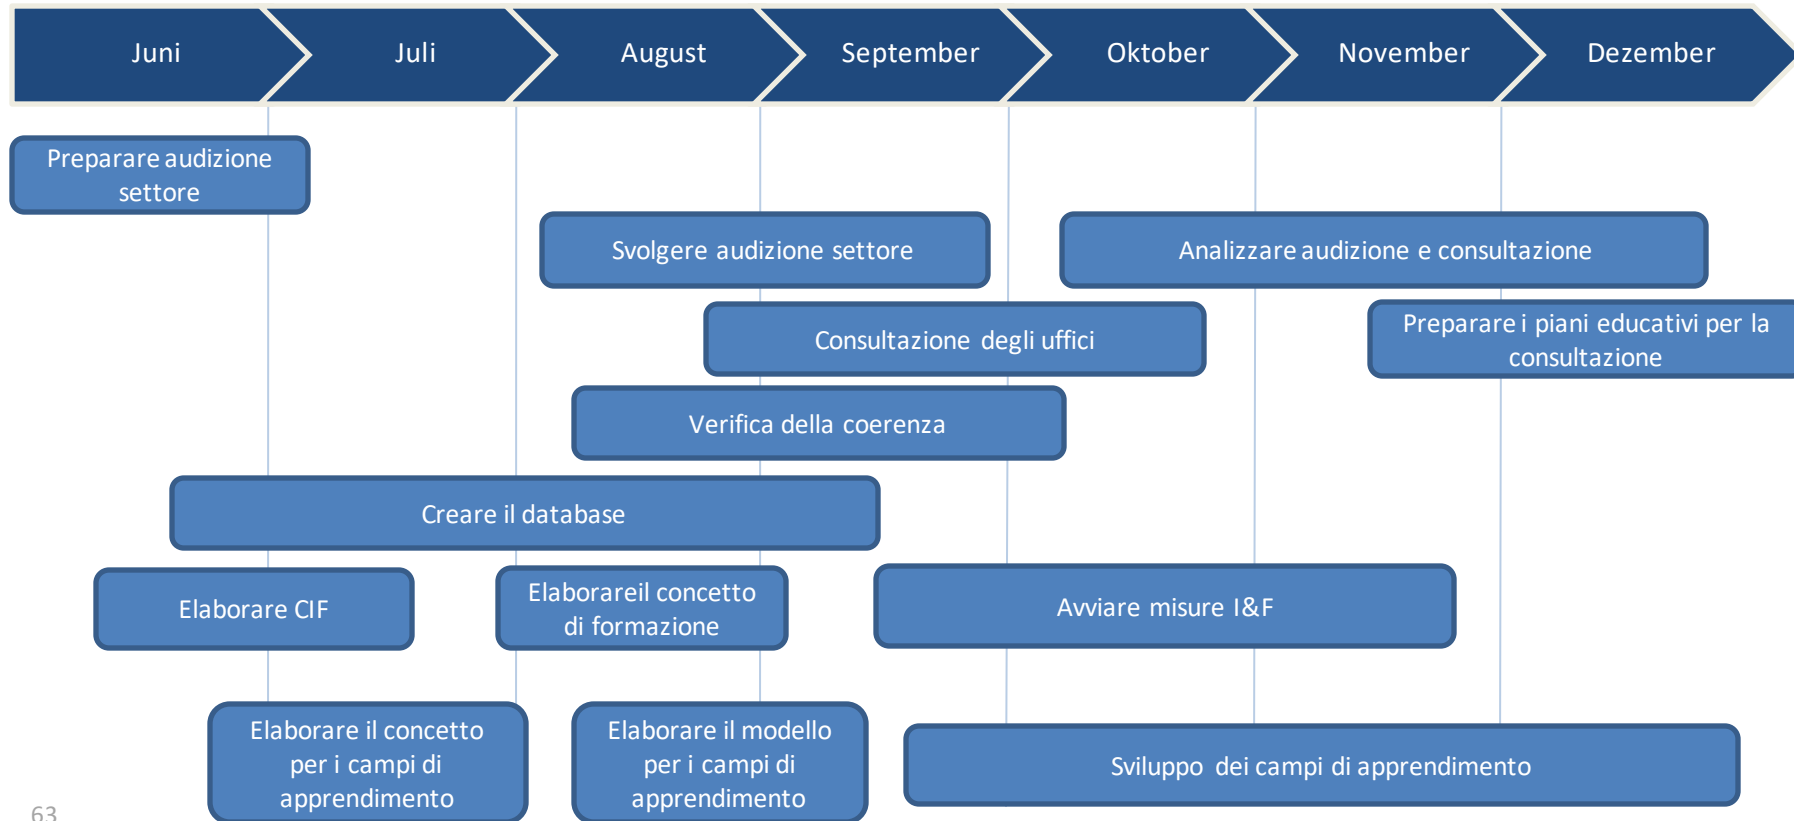 Juni
Juli
August
September
Oktober
November
Dezember
Preparare audizione
settore
Svolgere audizione settore
Analizzare audizione e consultazione
Consultazione degli uffici
Preparare i piani educativi per la
consultazione
Verifica della coerenza
Creare il database
Elaborare CIF
Elaborareil concetto
di formazione
Avviare misure I&F
Elaborare il concetto
per i campi di
apprendimento
Elaborare il modello
per i campi di
apprendimento
Sviluppo dei campi di apprendimento
63